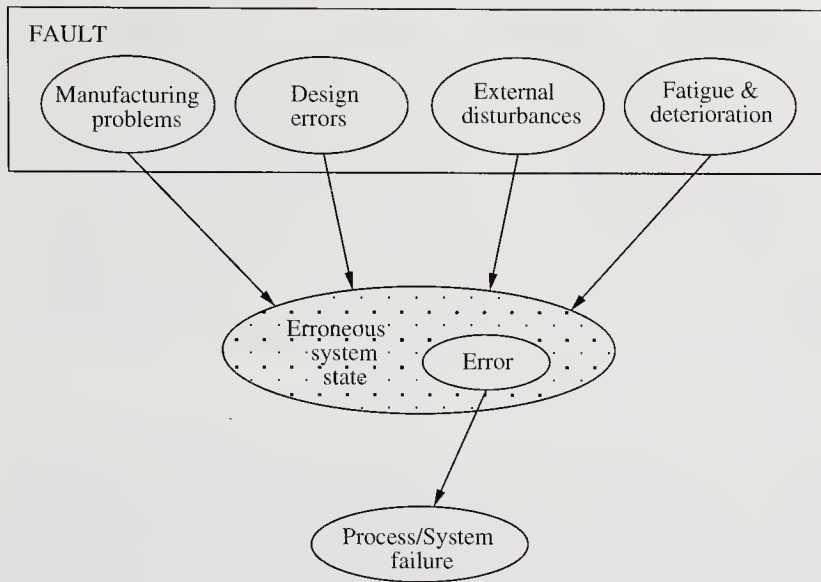 FAULT
Manufacturing
problems
Design
errors
External
disturbances
Fatigue &
deterioration
Erroneous
system
state
Error
Process/System
failure